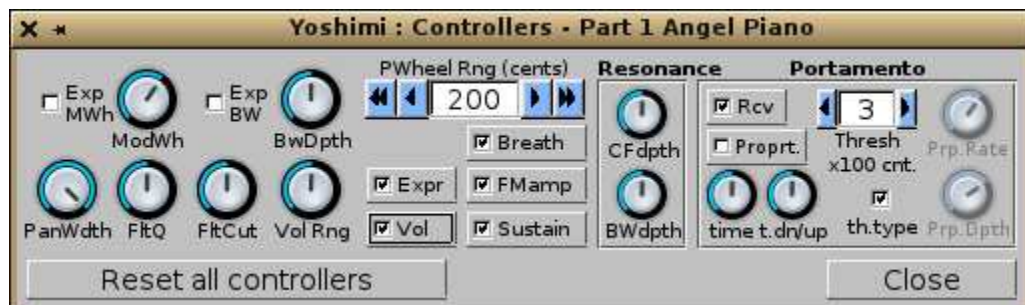 Yoshimi : Controllers - Part 1 Angel Piano
PWheel Rng (cents)
Resonance
Portamento
Exp
MWh
ModWh
Exp
BW
BwDpth
200
Breath
CFdpth
Rcv
3
Thresh
x100 cnt.
Prp.Rate
Proprt.
PanWdth
FltQ
FltCut
Vol Rng
Expr
FMamp
Vol
Sustain
BWdpth
time
t.dn/up
th.type
Prp.Dpth
Reset all controllers
Close